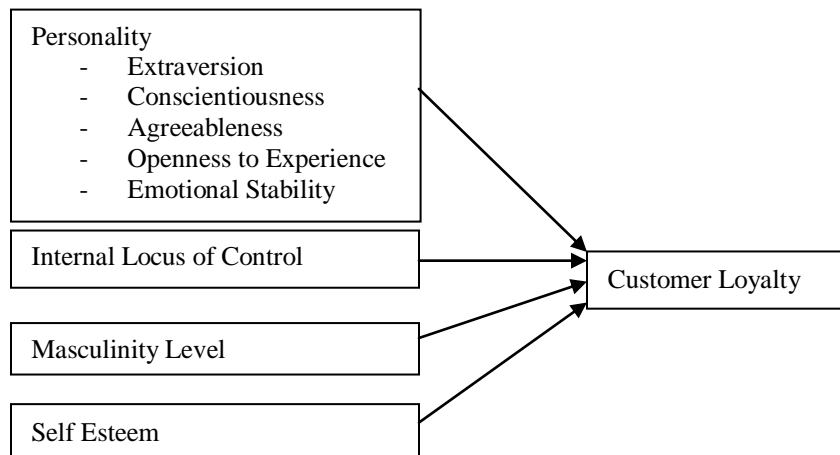 Personality
- Extraversion
- Conscientiousness
- Agreeableness
- Openness to Experience
- Emotional Stability
Internal Locus of Control
Customer Loyalty
Masculinity Level
Self Esteem